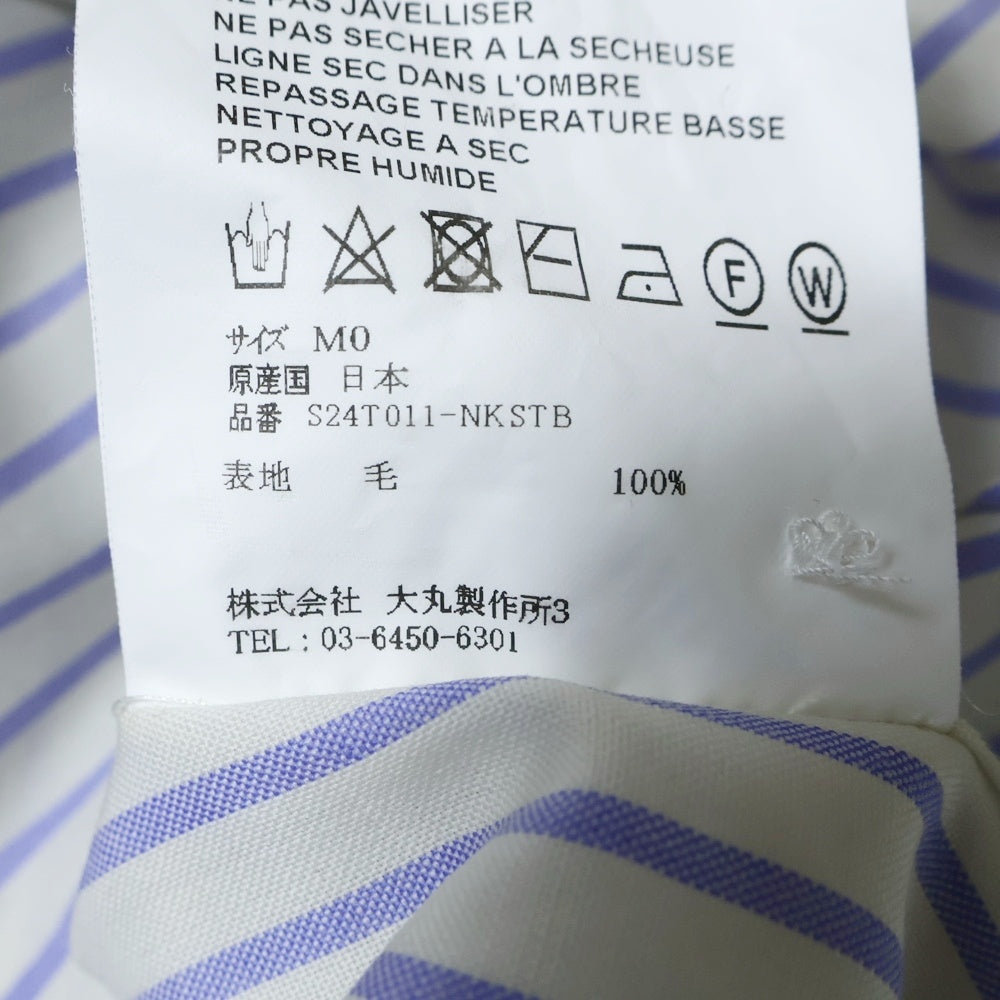 NE PAS JAVELLISER
NE PAS SECHER A LA SECHEUSE
LIGNE SEC DANS L'OMBRE
REPASSAGE TEMPERATURE BASSE
NETTOYAGE A SEC
PROPRE HUMIDE
F W
サイズ M0
原産国 日本
品番 S24T011-NKSTB
表地 毛 100%
株式会社 大丸製作所3
TEL : 03-6450-6301